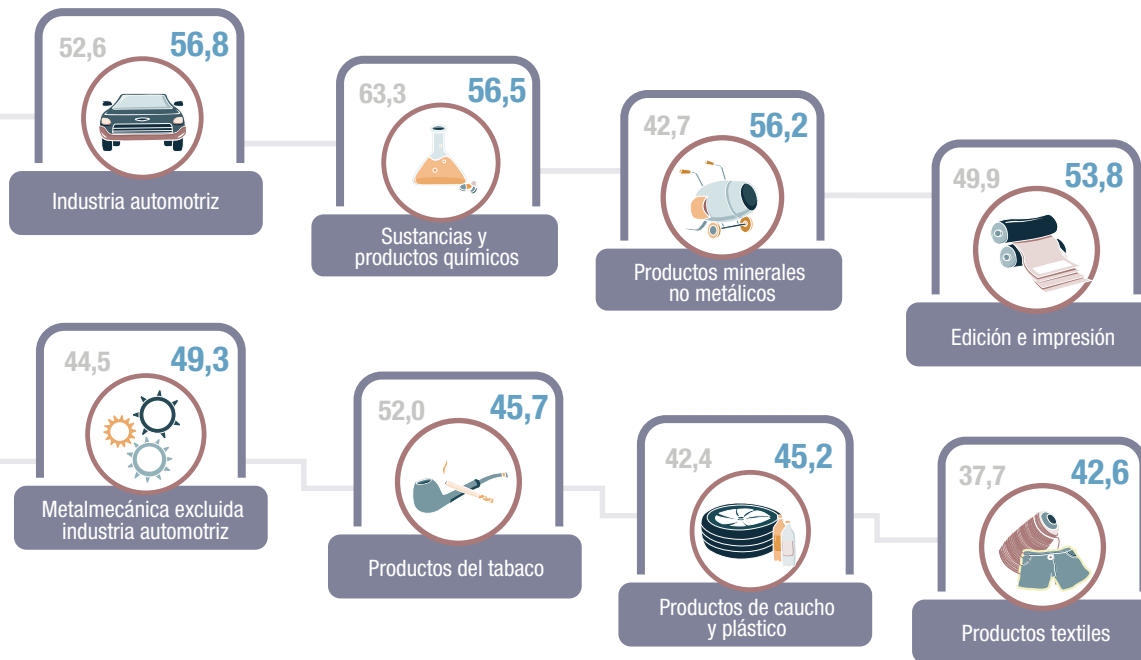 52,6 56,8
Industria automotriz
63,3 56,5
Sustancias y
productos químicos
42,7 56,2
Productos minerales
no metálicos
49,9 53,8
Edición e impresión
44,5 49,3
Metalmecánica excluida
industria automotriz
52,0 45,7
Productos del tabaco
42,4 45,2
Productos de caucho
y plástico
37,7 42,6
Productos textiles